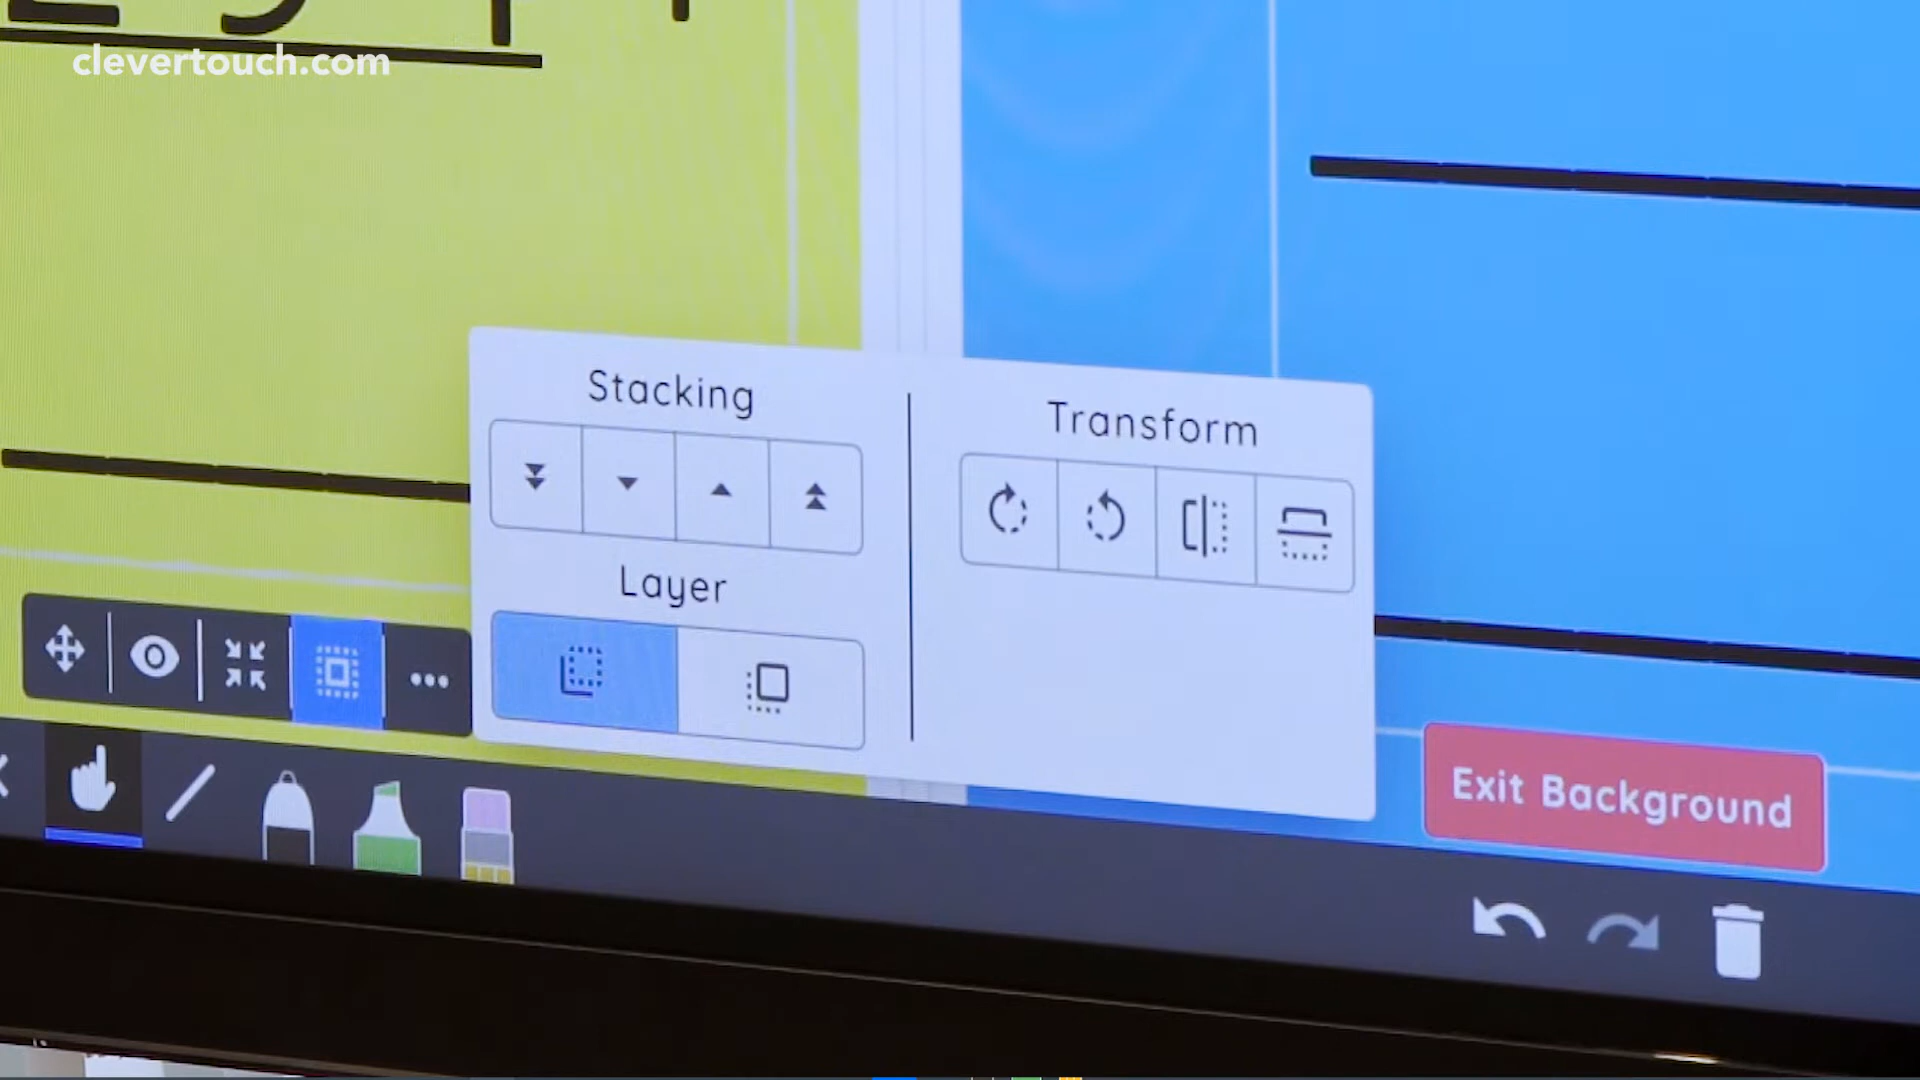 clevertouch.com
Stacking
Transform
Layer
Exit Background